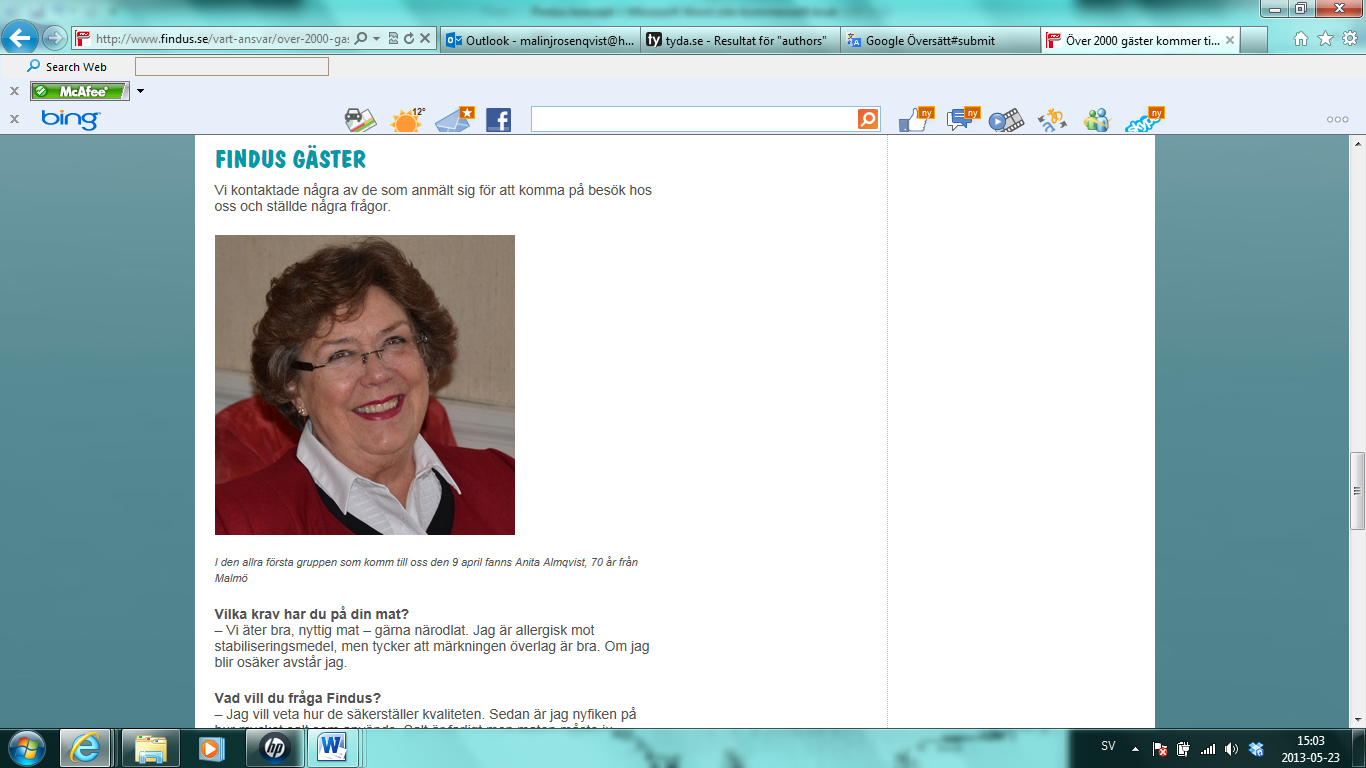 http://www.findus.se/vart-ansvar/over-2000-gas
Outlook - malinjrosenqvist@h...
tyda.se - Resultat för "authors"
Google Översätt#submit
Över 2000 gäster kommer ti...
Search Web
McAfee
bing
12°
ny
ny
ny
FINDUS GÄSTER
Vi kontaktade några av de som anmält sig för att komma på besök hos
oss och ställde några frågor.
I den allra första gruppen som komm till oss den 9 april fanns Anita Almqvist, 70 år från
Malmö
Vilka krav har du på din mat?
– Vi äter bra, nyttig mat – gärna närodlat. Jag är allergisk mot
stabiliseringsmedel, men tycker att märkningen överlag är bra. Om jag
blir osäker avstår jag.
Vad vill du fråga Findus?
– Jag vill veta hur de säkerställer kvaliteten. Sedan är jag nyfiken på
SV
15:03
2013-05-23